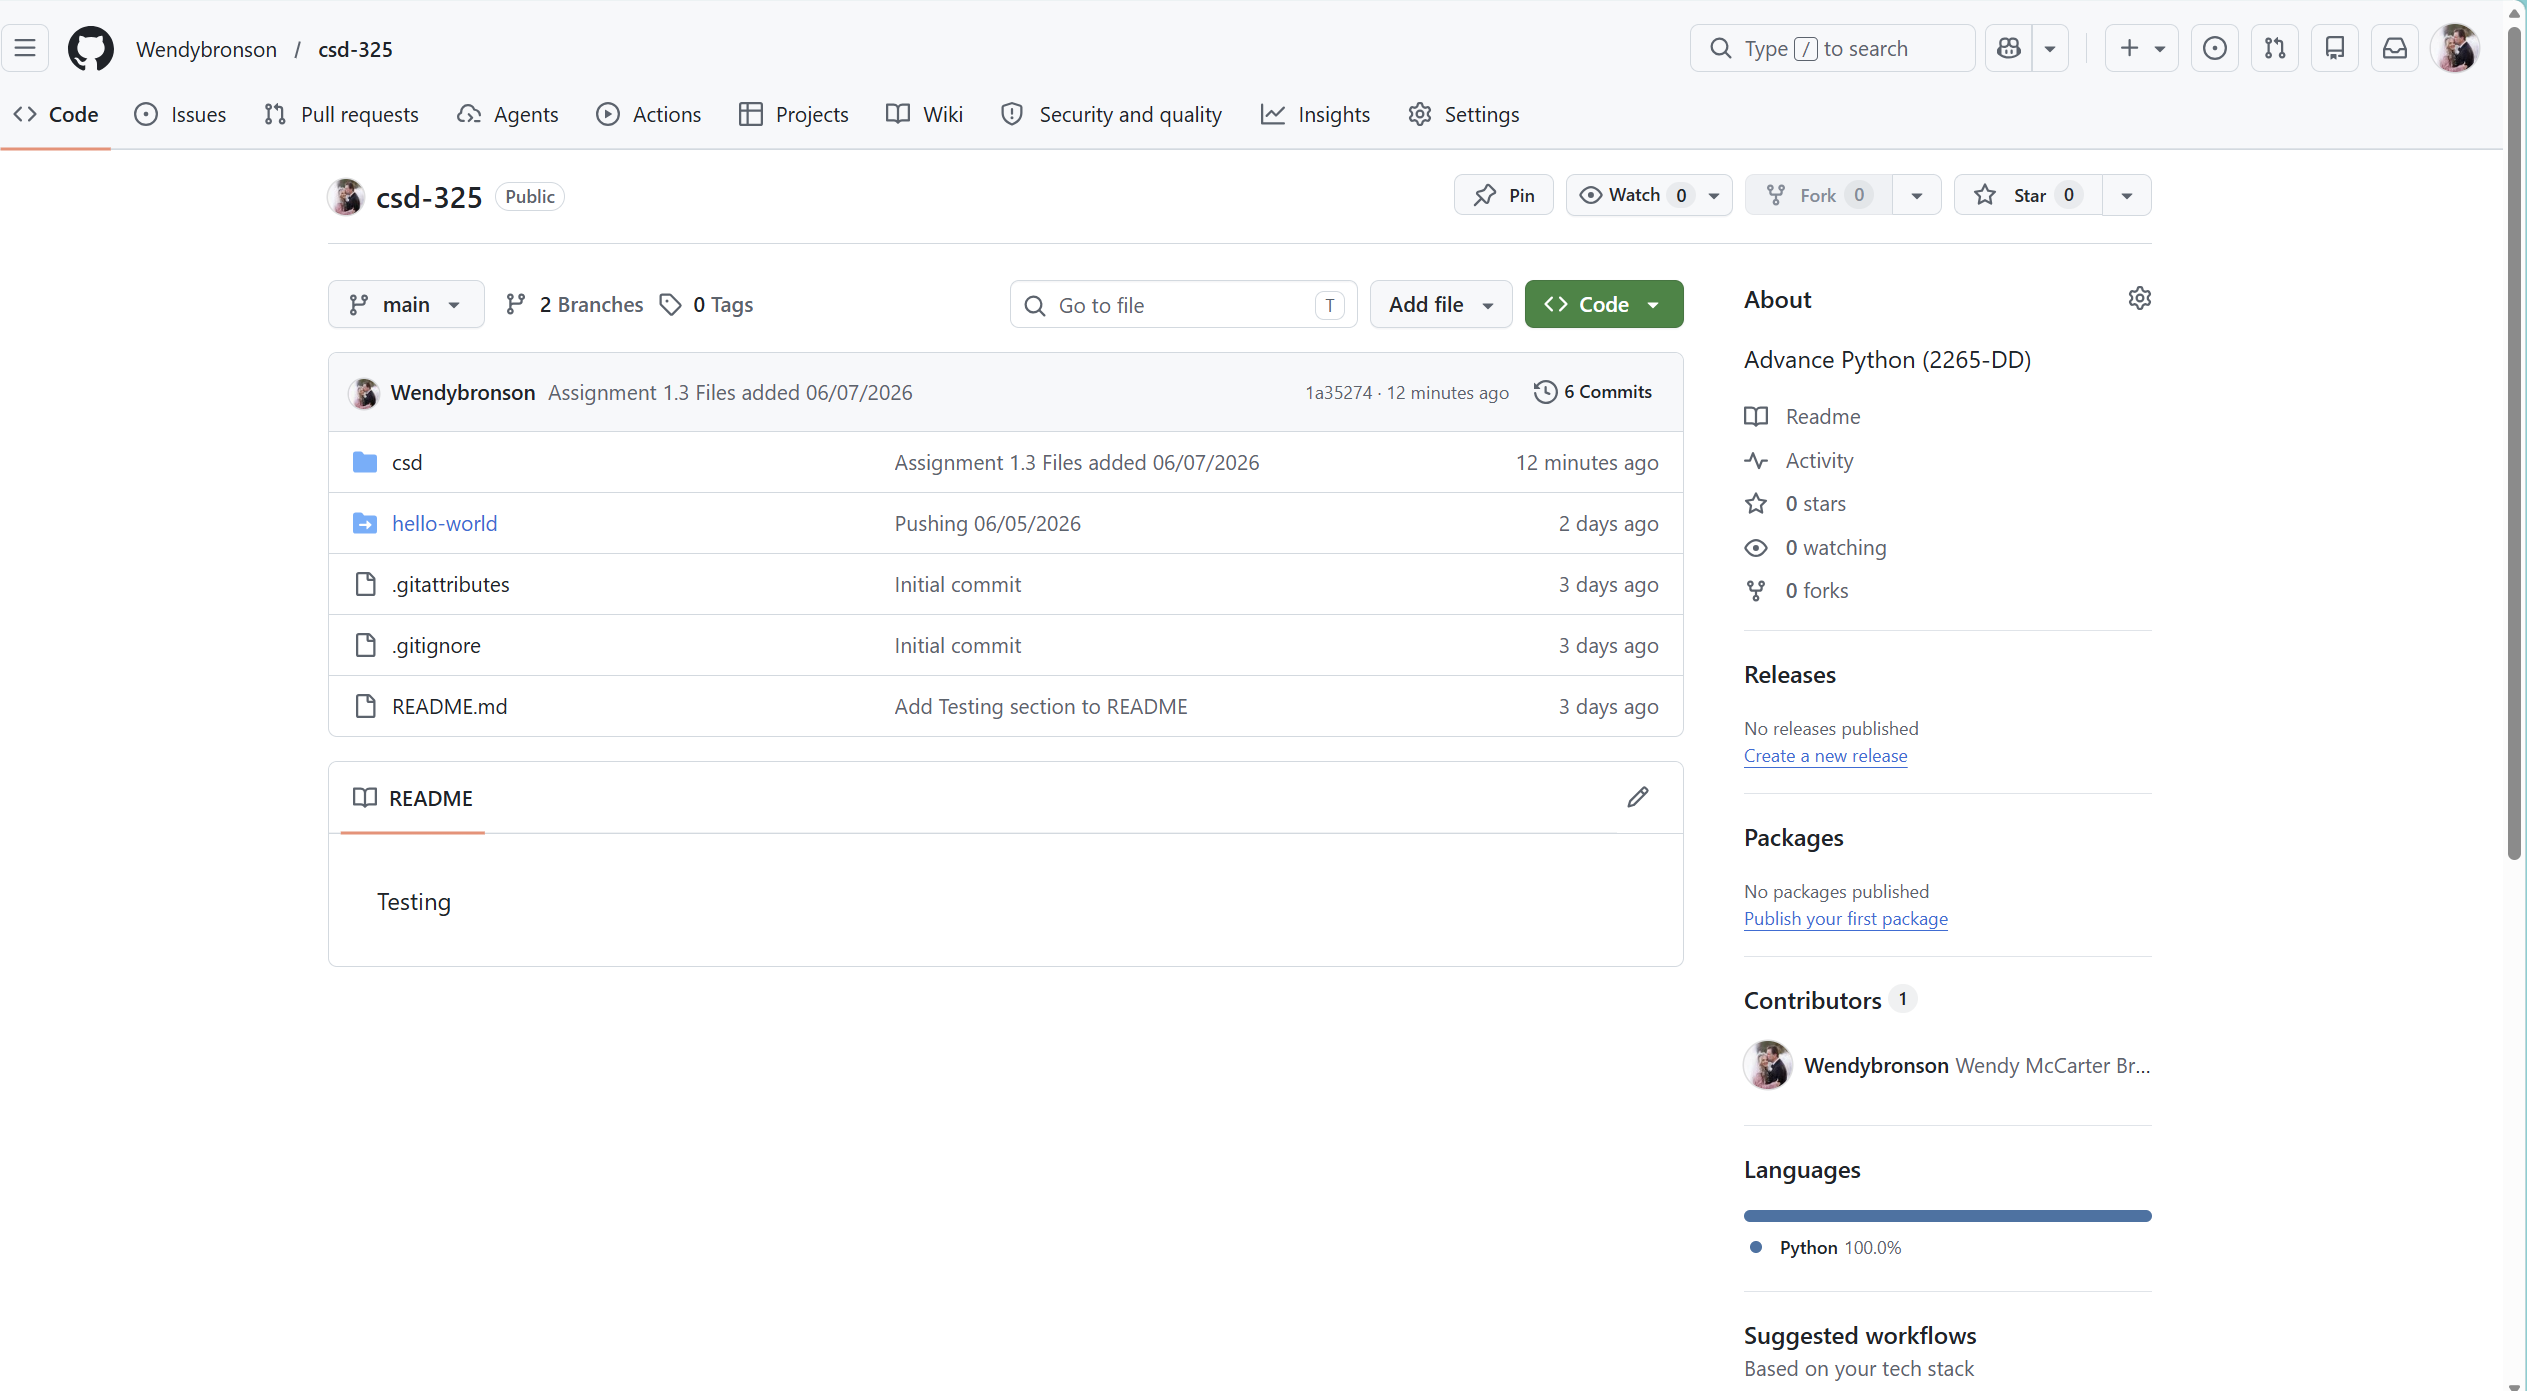 Wendybronson / csd-325
Type / to search
Code Issues Pull requests Agents Actions Projects Wiki Security and quality Insights Settings
csd-325 Public
Pin Watch 0 Fork 0 Star 0
main 2 Branches 0 Tags
Go to file T
Add file
Code
Wendybronson Assignment 1.3 Files added 06/07/2026 1a35274 · 12 minutes ago 6 Commits
csd Assignment 1.3 Files added 06/07/2026 12 minutes ago
hello-world Pushing 06/05/2026 2 days ago
.gitattributes Initial commit 3 days ago
.gitignore Initial commit 3 days ago
README.md Add Testing section to README 3 days ago
README
Testing
About
Advance Python (2265-DD)
Readme
Activity
0 stars
0 watching
0 forks
Releases
No releases published
Create a new release
Packages
No packages published
Publish your first package
Contributors 1
Wendybronson Wendy McCarter Br...
Languages
Python 100.0%
Suggested workflows
Based on your tech stack